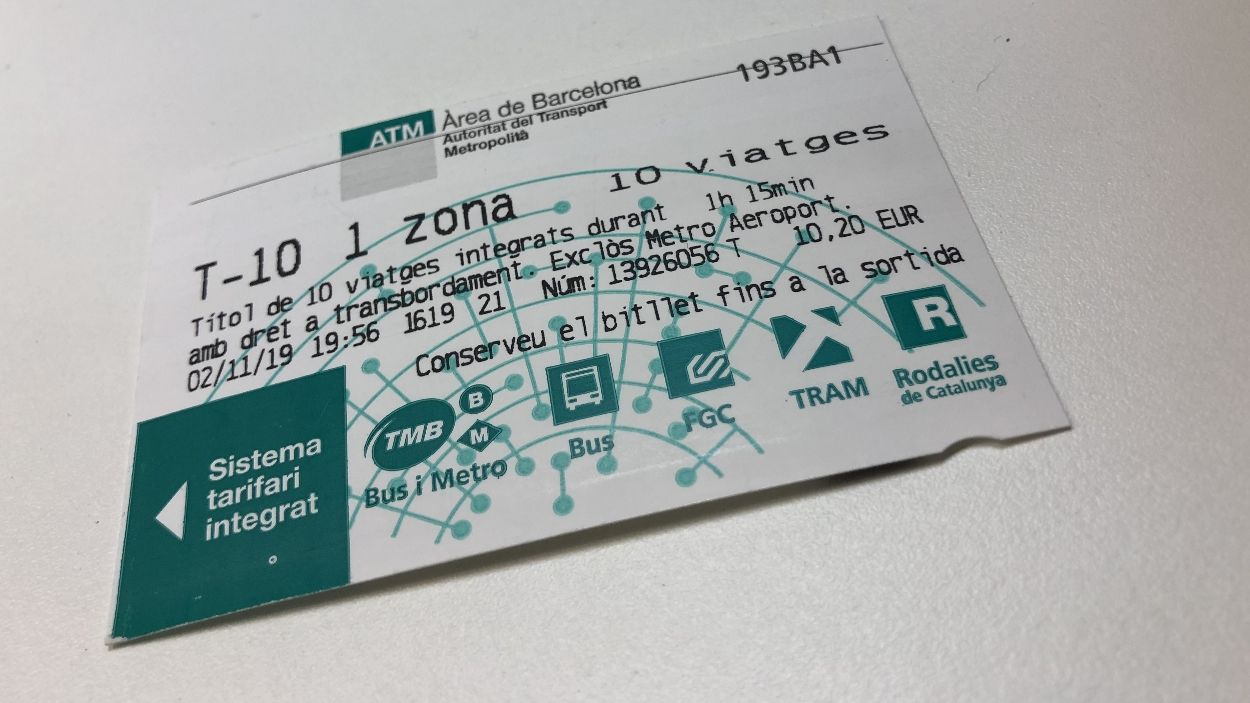 193BA1
ATM
Àrea de Barcelona
Autoritat del Transport
Metropolità
T-10 1 zona 10 viatges
Títol de 10 viatges integrats durant 1h 15min
amb dret a transbordament. Exclòs Metro Aeroport.
02/11/19 19:56 1619 21 Núm: 13926056 T 10,20 EUR
Conserveu el bitllet fins a la sortida
Sistema
tarifari
integrat
TMB B M
Bus i Metro
Bus
FGC
TRAM
R
Rodalies
de Catalunya